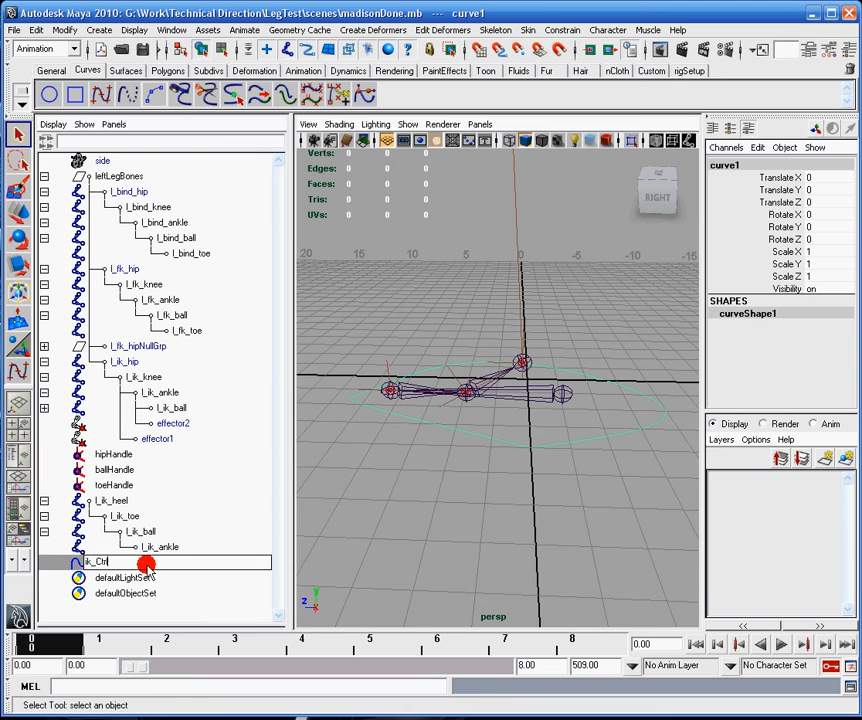 Autodesk Maya 2010: G:\Work\Technical Direction\LegTest\scenes\madisonDone.mb --- curve1
File Edit Modify Create Display Window Assets Animate Geometry Cache Create Deformers Edit Deformers Skeleton Skin Constrain Character Muscle Help
Animation
General Curves Surfaces Polygons Subdivs Deformation Animation Dynamics Rendering PaintEffects Toon Fluids Fur Hair nCloth Custom rigSetup
Display Show Panels
View Shading Lighting Show Renderer Panels
Channels Edit Object Show
side
leftLegBones
l_bind_hip
l_bind_knee
l_bind_ankle
l_bind_ball
l_bind_toe
l_fk_hip
l_fk_knee
l_fk_ankle
l_fk_ball
l_fk_toe
l_fk_hipNullGrp
l_ik_hip
l_ik_knee
l_ik_ankle
l_ik_ball
effector2
effector1
hipHandle
ballHandle
toeHandle
l_ik_heel
l_ik_toe
l_ik_ball
l_ik_ankle
ik_Ctrl
defaultLightSet
defaultObjectSet
Verts: 0 0 0
Edges: 0 0 0
Faces: 0 0 0
Tris: 0 0 0
UVs: 0 0 0
RIGHT
20 15 10 5 0 -5 -10 -15
y
z
persp
curve1
Translate X 0
Translate Y 0
Translate Z 0
Rotate X 0
Rotate Y 0
Rotate Z 0
Scale X 1
Scale Y 1
Scale Z 1
Visibility on
SHAPES
curveShape1
Display Render Anim
Layers Options Help
0 1 2 3 4 5 6 7 8
0
0.00
0.00 0.00 8.00 509.00 No Anim Layer No Character Set
MEL
Select Tool: select an object